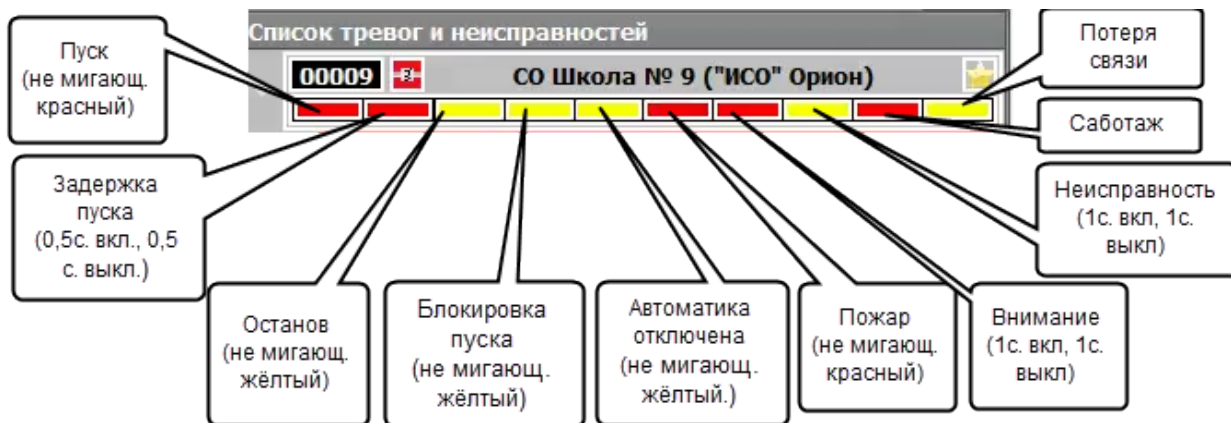 Список тревог и неисправностей
00009
СО Школа № 9 ("ИСО" Орион)
Пуск
(не мигающ.
красный)
Потеря
связи
Саботаж
Задержка
пуска
(0,5с. вкл., 0,5
с. выкл.)
Неисправность
(1с. вкл, 1с.
выкл)
Останов
(не мигающ.
жёлтый)
Блокировка
пуска
(не мигающ.
жёлтый)
Автоматика
отключена
(не мигающ.
жёлтый.)
Пожар
(не мигающ.
красный)
Внимание
(1с. вкл, 1с.
выкл)